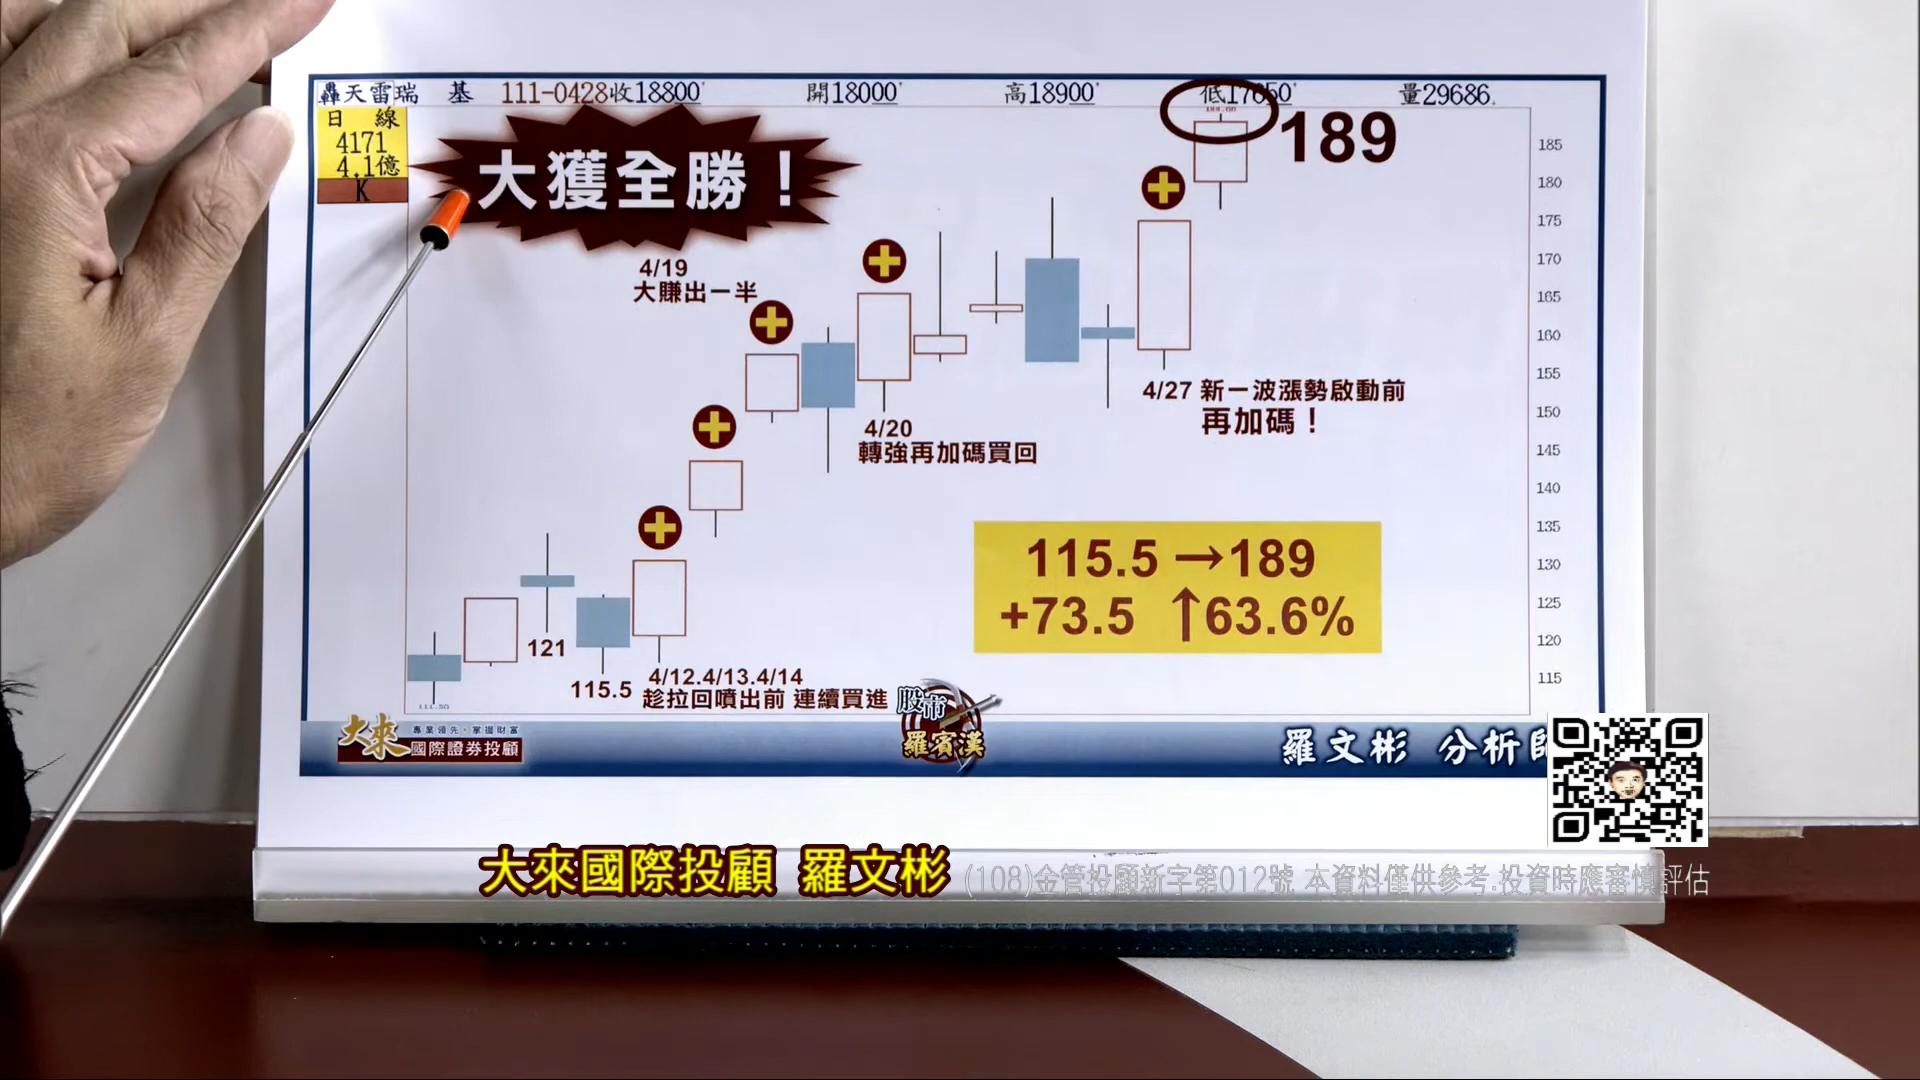 轟天雷瑞 基 111-0428收18800 開18000 高18900 低17650 量29686
日 線
4171
4.1億
K
大獲全勝！
189
4/19
大賺出一半
4/20
轉強再加碼買回
4/27 新一波漲勢啟動前
再加碼！
115.5→189
+73.5 ↑63.6%
121
115.5
4/12.4/13.4/14
趁拉回噴出前 連續買進
185
180
175
170
165
160
155
150
145
140
135
130
125
120
115
大來 專業領先·掌握財富
國際證券投顧
股市
羅賓漢
羅文彬 分析師
大來國際投顧 羅文彬 (108)金管投顧新字第012號 本資料僅供參考.投資時應審慎評估